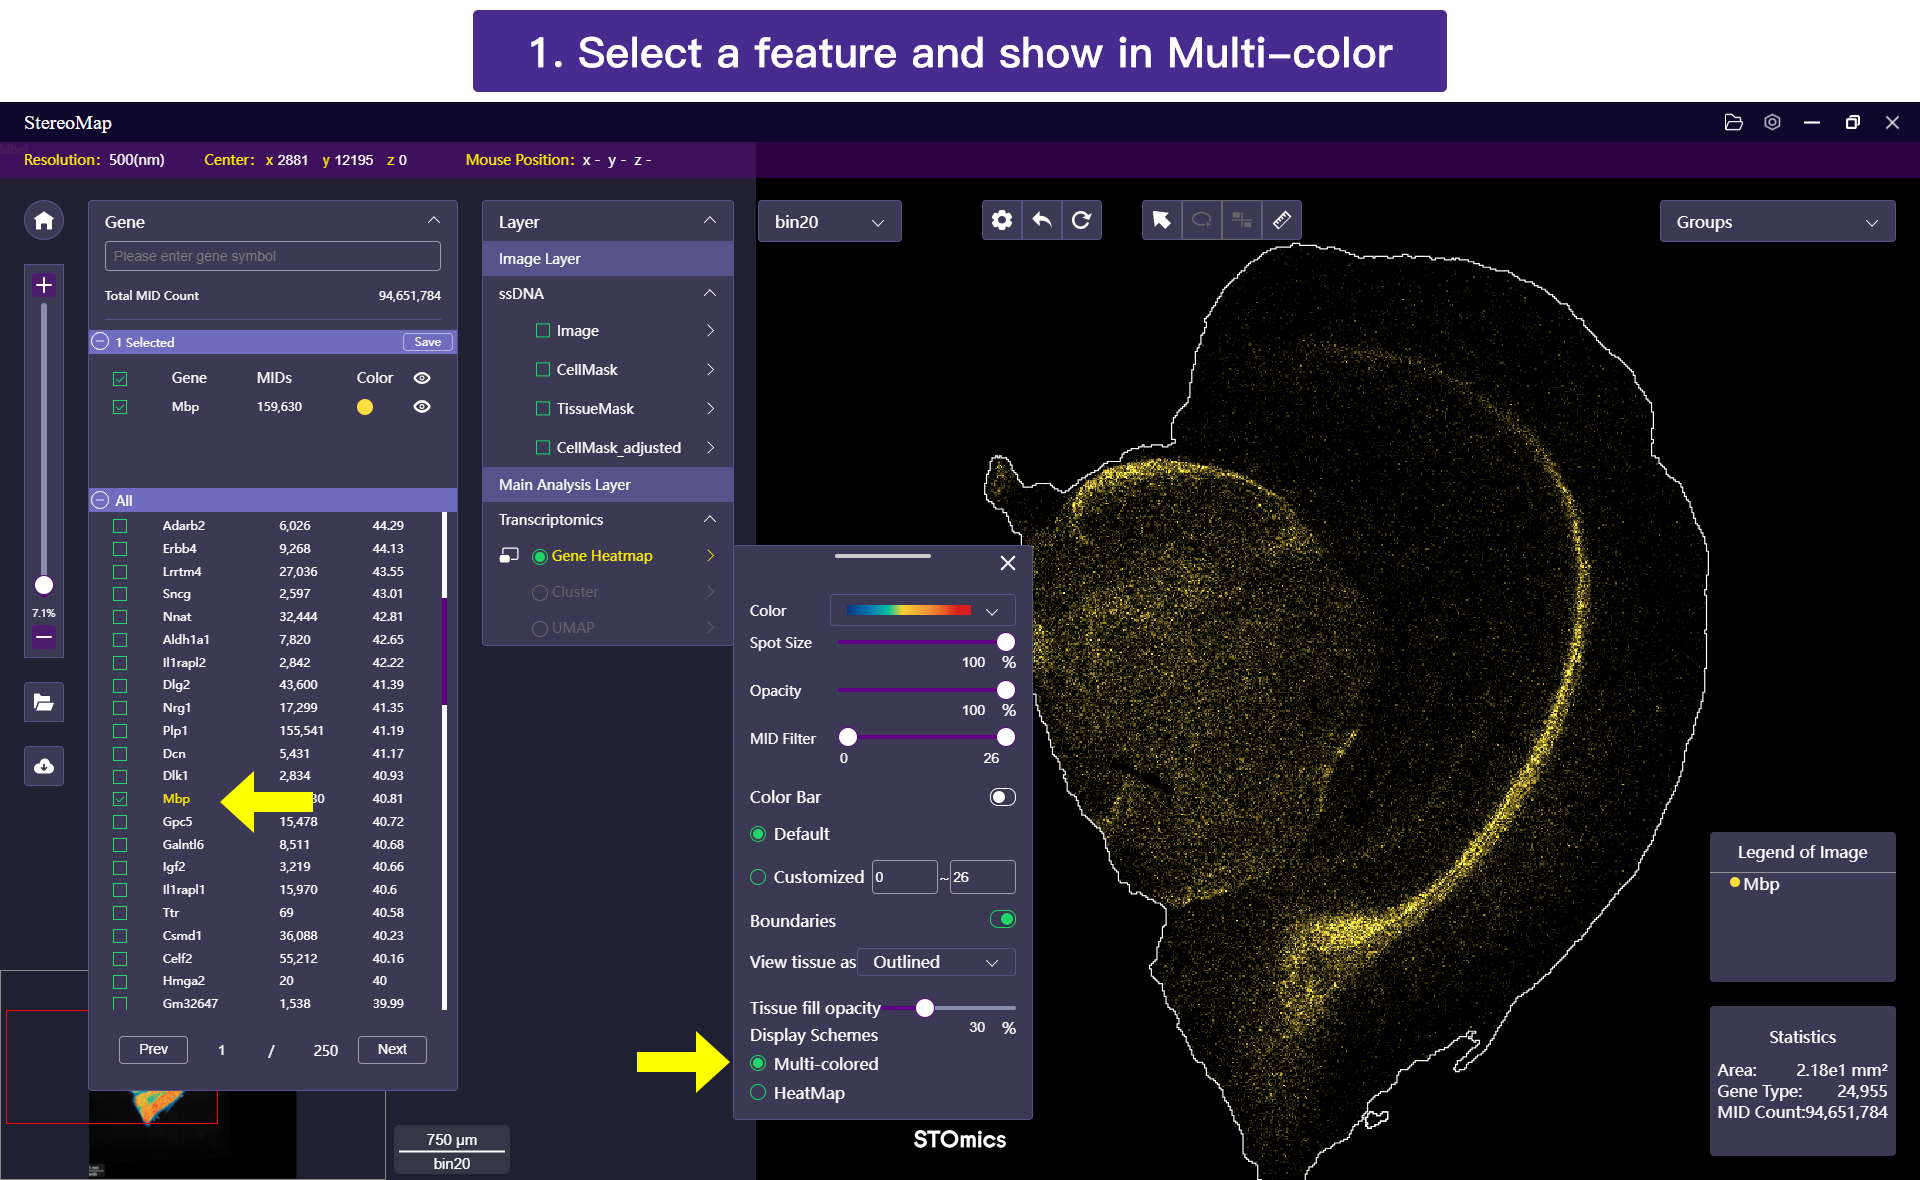 1. Select a feature and show in Multi-color
StereoMap
Resolution: 500(nm) Center: x 2881 y 12195 z 0 Mouse Position: x - y - z -
Gene
Please enter gene symbol
Total MID Count 94,651,784
1 Selected Save
Gene MIDs Color
Mbp 159,630
All
Adarb2 6,026 44.29
Erbb4 9,268 44.13
Lrrtm4 27,036 43.55
Sncg 2,597 43.01
Nnat 32,444 42.81
Aldh1a1 7,820 42.65
Il1rapl2 2,842 42.22
Dlg2 43,600 41.39
Nrg1 17,299 41.35
Plp1 155,541 41.19
Dcn 5,431 41.17
Dlk1 2,834 40.93
Mbp 30 40.81
Gpc5 15,478 40.72
Galntl6 8,511 40.68
Igf2 3,219 40.66
Il1rapl1 15,970 40.6
Ttr 69 40.58
Csmd1 36,088 40.23
Celf2 55,212 40.16
Hmga2 20 40
Gm32647 1,538 39.99
Prev 1 / 250 Next
7.1%
Layer
Image Layer
ssDNA
Image
CellMask
TissueMask
CellMask_adjusted
Main Analysis Layer
Transcriptomics
Gene Heatmap
Cluster
UMAP
bin20
Groups
Color
Spot Size
100 %
Opacity
100 %
MID Filter
0 26
Color Bar
Default
Customized 0 ~ 26
Boundaries
View tissue as Outlined
Tissue fill opacity
30 %
Display Schemes
Multi-colored
HeatMap
750 μm
bin20
STOmics
Legend of Image
Mbp
Statistics
Area: 2.18e1 mm²
Gene Type: 24,955
MID Count:94,651,784